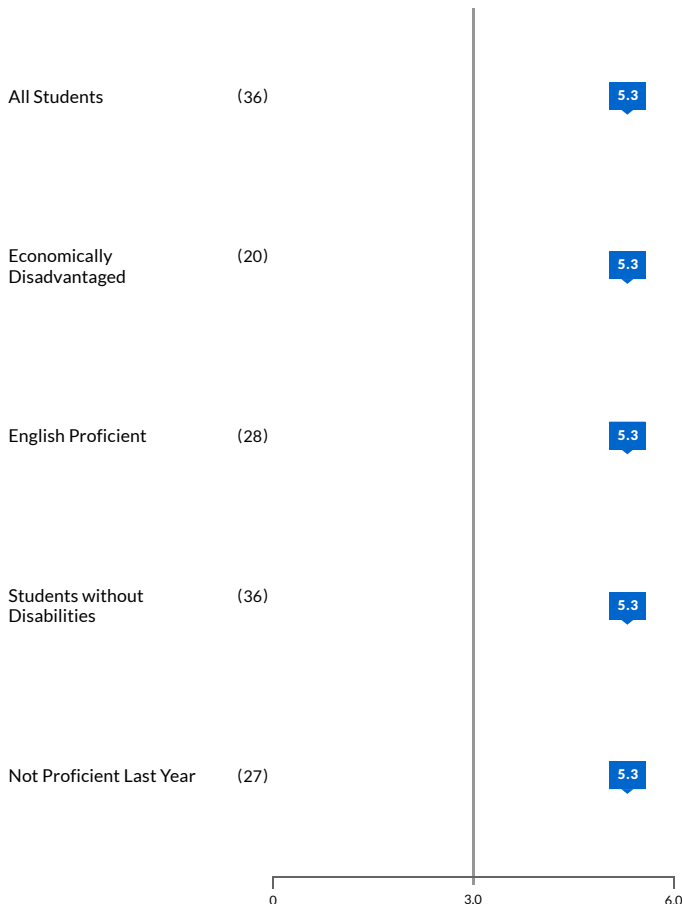 All Students (36) 5.3
Economically (20) 5.3
Disadvantaged
English Proficient (28) 5.3
Students without (36) 5.3
Disabilities
Not Proficient Last Year (27) 5.3
0 3.0 6.0